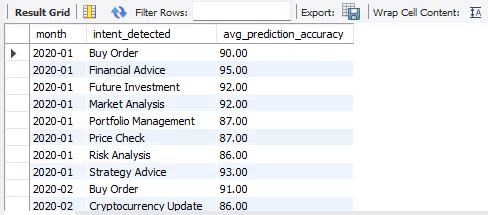 Result Grid Filter Rows: Export: Wrap Cell Content: IA
month intent_detected avg_prediction_accuracy
2020-01 Buy Order 90.00
2020-01 Financial Advice 95.00
2020-01 Future Investment 92.00
2020-01 Market Analysis 92.00
2020-01 Portfolio Management 87.00
2020-01 Price Check 87.00
2020-01 Risk Analysis 86.00
2020-01 Strategy Advice 93.00
2020-02 Buy Order 91.00
2020-02 Cryptocurrency Update 86.00